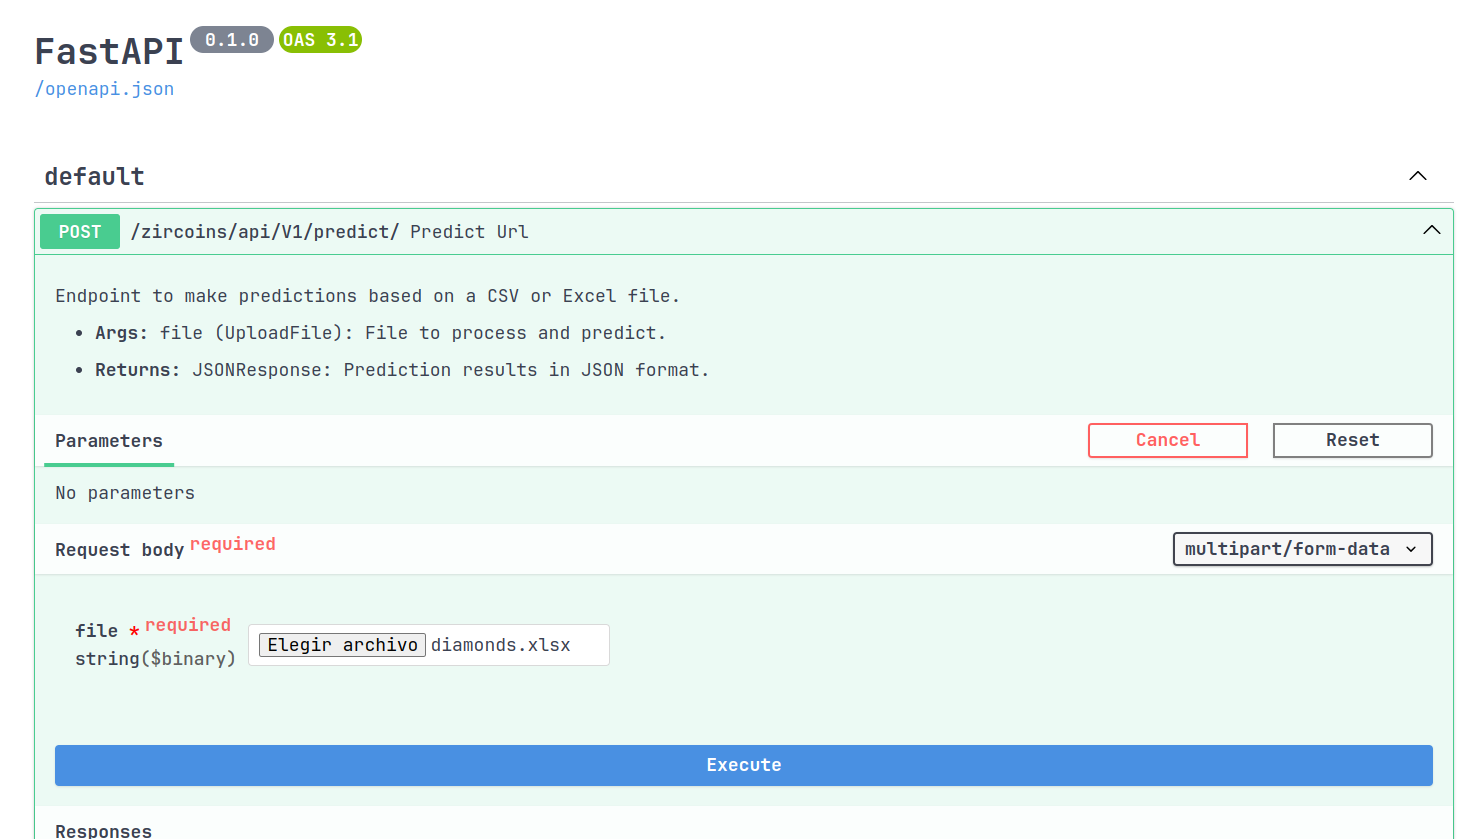 FastAPI 0.1.0 OAS 3.1
/openapi.json
default
POST /zircoins/api/V1/predict/ Predict Url
Endpoint to make predictions based on a CSV or Excel file.
• Args: file (UploadFile): File to process and predict.
• Returns: JSONResponse: Prediction results in JSON format.
Parameters Cancel Reset
No parameters
Request body required multipart/form-data
file * required
Elegir archivo diamonds.xlsx
string($binary)
Execute
Responses